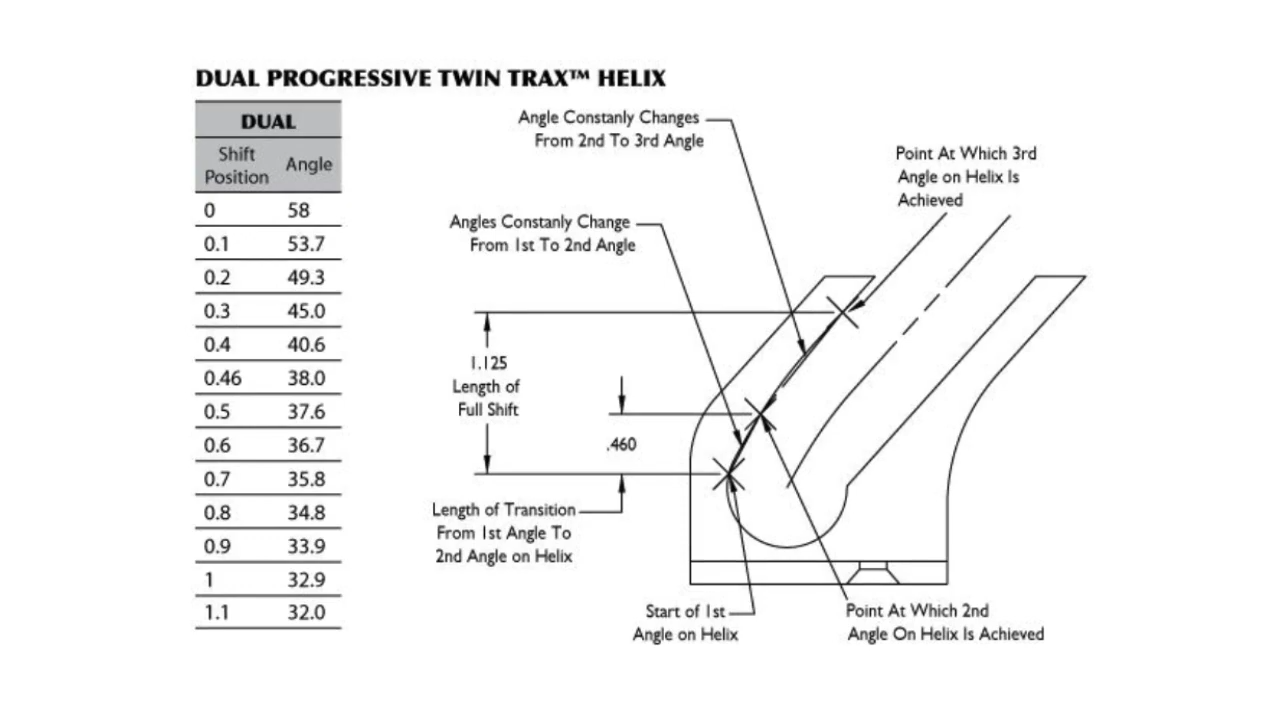 DUAL PROGRESSIVE TWIN TRAX™ HELIX
DUAL
Shift
Position
Angle
0 58
0.1 53.7
0.2 49.3
0.3 45.0
0.4 40.6
0.46 38.0
0.5 37.6
0.6 36.7
0.7 35.8
0.8 34.8
0.9 33.9
1 32.9
1.1 32.0
Angle Constanly Changes
From 2nd To 3rd Angle
Point At Which 3rd
Angle on Helix Is
Achieved
Angles Constanly Change
From 1st To 2nd Angle
1.125
Length of
Full Shift
.460
Length of Transition
From 1st Angle To
2nd Angle on Helix
Start of 1st
Angle on Helix
Point At Which 2nd
Angle On Helix Is Achieved